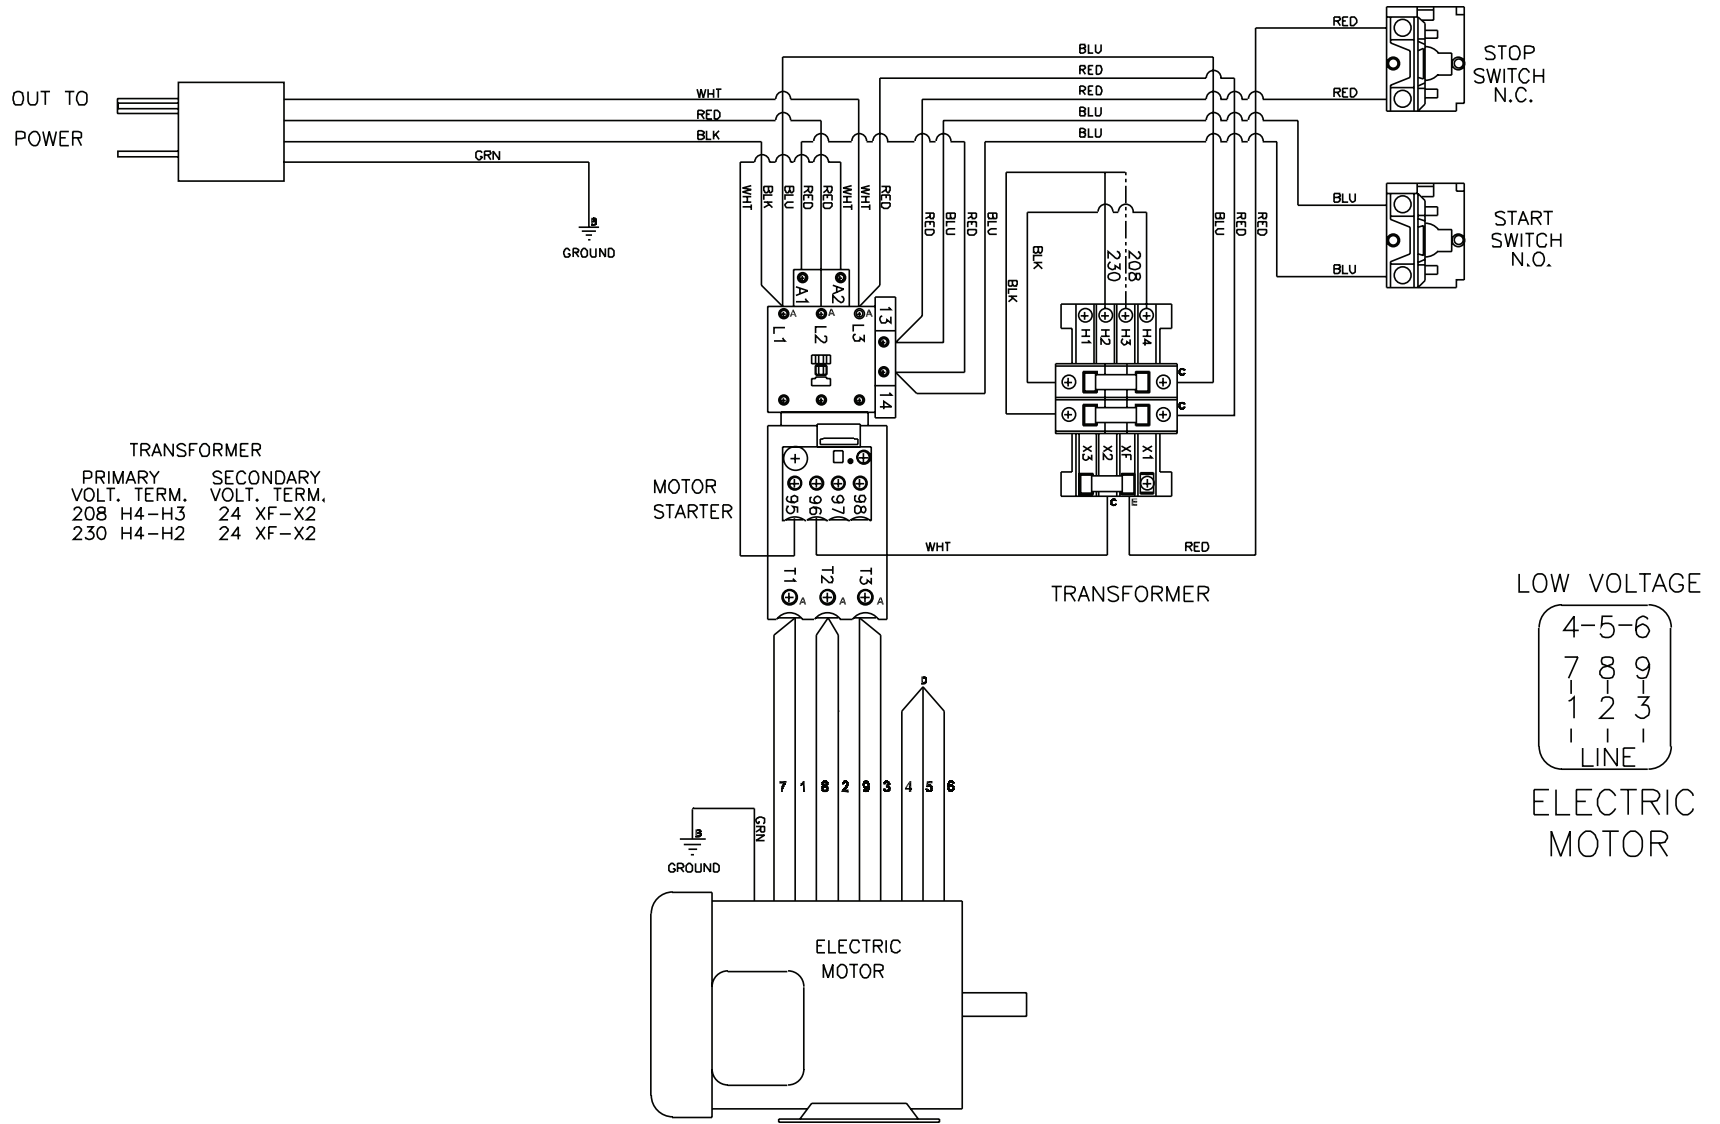 OUT TO
POWER
WHT
RED
BLK
GRN
B
GROUND
BLU
RED
RED
BLU
BLU
RED
RED
STOP
SWITCH
N.C.
BLU
BLU
START
SWITCH
N.O.
WHT
BLK
BLU
RED
RED
WHT
WHT
RED
RED
BLU
RED
BLU
BLK
BLK
230
208
BLU
RED
RED
A1
A2
A
A
A
L1
L2
L3
13
14
H1
H2
H3
H4
C
C
X3
X2
XF
X1
C
E
TRANSFORMER
PRIMARY SECONDARY
VOLT. TERM. VOLT. TERM.
208 H4-H3 24 XF-X2
230 H4-H2 24 XF-X2
MOTOR
STARTER
95
96
97
98
WHT
RED
TRANSFORMER
T1
T2
T3
A
A
A
D
7 1 8 2 9 3 4 5 6
GRN
B
GROUND
ELECTRIC
MOTOR
LOW VOLTAGE
4-5-6
7 8 9
1 2 3
LINE
ELECTRIC
MOTOR